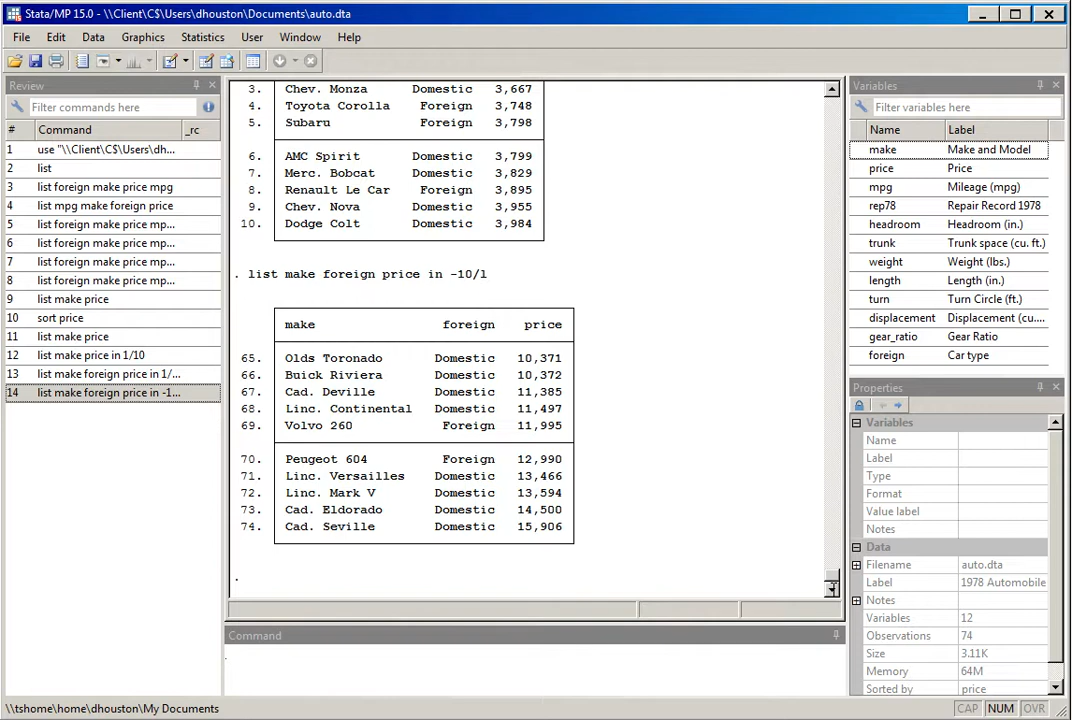 Stata/MP 15.0 - \\Client\C$\Users\dhouston\Documents\auto.dta
File Edit Data Graphics Statistics User Window Help
Review
Filter commands here
# Command _rc
1 use "\\Client\C$\Users\dh...
2 list
3 list foreign make price mpg
4 list mpg make foreign price
5 list foreign make price mp...
6 list foreign make price mp...
7 list foreign make price mp...
8 list foreign make price mp...
9 list make price
10 sort price
11 list make price
12 list make price in 1/10
13 list make foreign price in 1/...
14 list make foreign price in -1...
3. Chev. Monza Domestic 3,667
4. Toyota Corolla Foreign 3,748
5. Subaru Foreign 3,798
6. AMC Spirit Domestic 3,799
7. Merc. Bobcat Domestic 3,829
8. Renault Le Car Foreign 3,895
9. Chev. Nova Domestic 3,955
10. Dodge Colt Domestic 3,984
. list make foreign price in -10/l
make foreign price
65. Olds Toronado Domestic 10,371
66. Buick Riviera Domestic 10,372
67. Cad. Deville Domestic 11,385
68. Linc. Continental Domestic 11,497
69. Volvo 260 Foreign 11,995
70. Peugeot 604 Foreign 12,990
71. Linc. Versailles Domestic 13,466
72. Linc. Mark V Domestic 13,594
73. Cad. Eldorado Domestic 14,500
74. Cad. Seville Domestic 15,906
.
Command
Variables
Filter variables here
Name Label
make Make and Model
price Price
mpg Mileage (mpg)
rep78 Repair Record 1978
headroom Headroom (in.)
trunk Trunk space (cu. ft.)
weight Weight (lbs.)
length Length (in.)
turn Turn Circle (ft.)
displacement Displacement (cu....
gear_ratio Gear Ratio
foreign Car type
Properties
Variables
Name
Label
Type
Format
Value label
Notes
Data
Filename auto.dta
Label 1978 Automobile
Notes
Variables 12
Observations 74
Size 3.11K
Memory 64M
Sorted by price
\\tshome\home\dhouston\My Documents
CAP NUM OVR